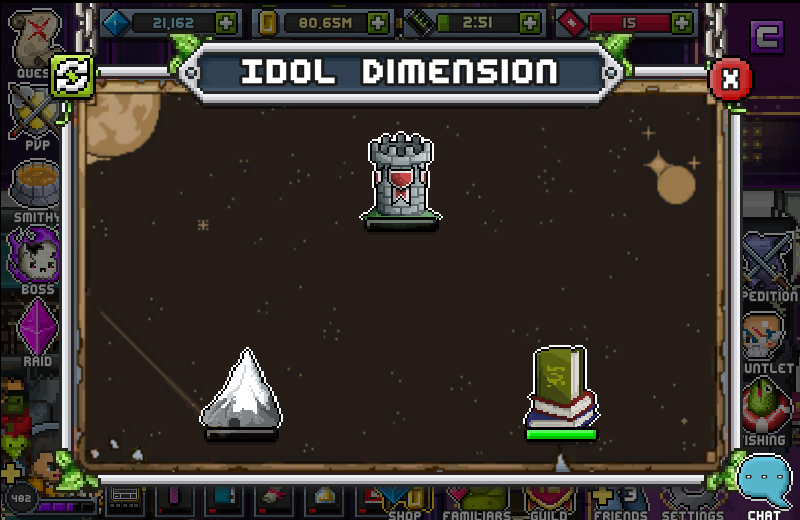 21,162
80.65M
2:51
15
IDOL DIMENSION
QUES
PVP
SMITHY
BOSS
RAID
PEDITION
UNTLET
ISHING
482
3
SHOP
FAMILIARS
GUILD
FRIENDS
SETTINGS
CHAT